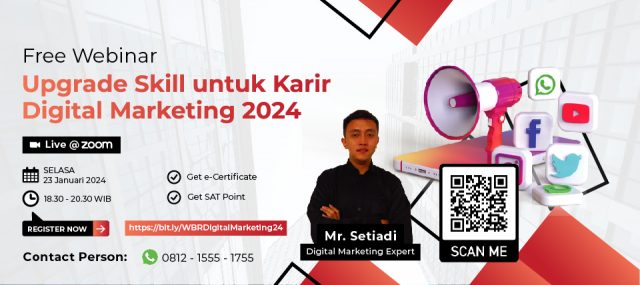 Free Webinar
Upgrade Skill untuk Karir
Digital Marketing 2024
Live @ zoom
SELASA
23 Januari 2024
18.30 - 20.30 WIB
Get e-Certificate
Get SAT Point
REGISTER NOW
https://bit.ly/WBRDigitalMarketing24
Contact Person: 0812 - 1555 - 1755
Mr. Setiadi
Digital Marketing Expert
SCAN ME